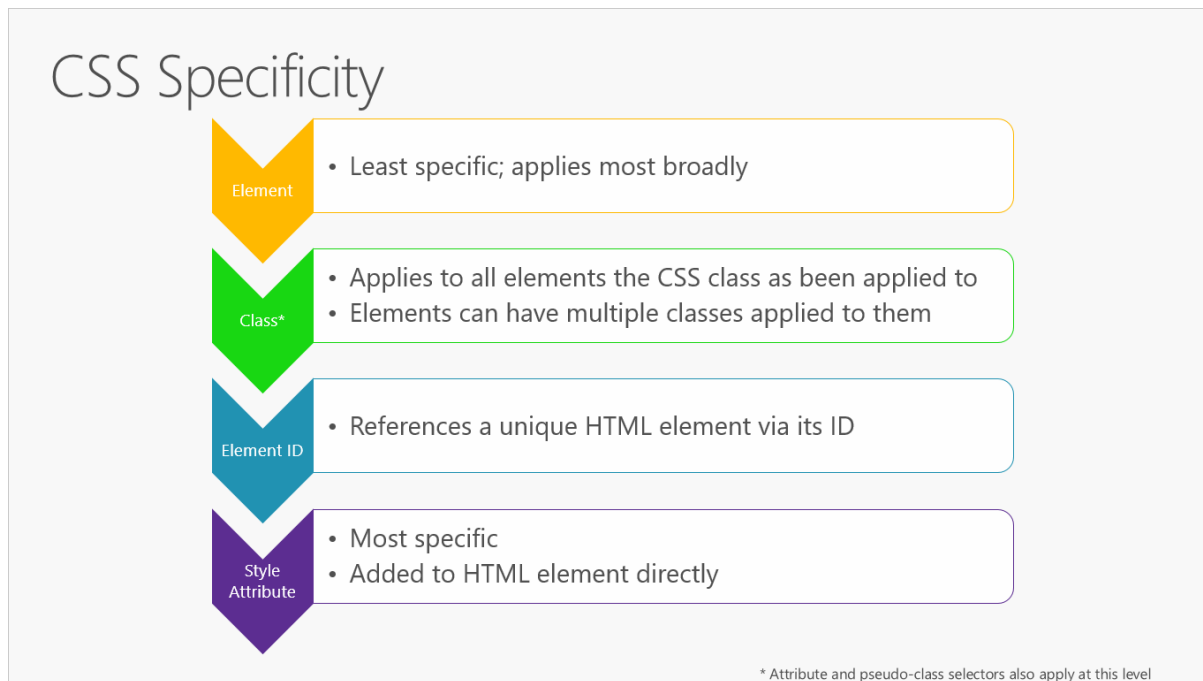 CSS Specificity
Element
• Least specific; applies most broadly
Class*
• Applies to all elements the CSS class as been applied to
• Elements can have multiple classes applied to them
Element ID
• References a unique HTML element via its ID
Style
Attribute
• Most specific
• Added to HTML element directly
* Attribute and pseudo-class selectors also apply at this level